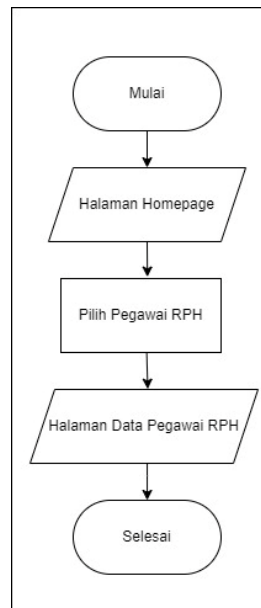 Mulai
Halaman Homepage
Pilih Pegawai RPH
Halaman Data Pegawai RPH
Selesai